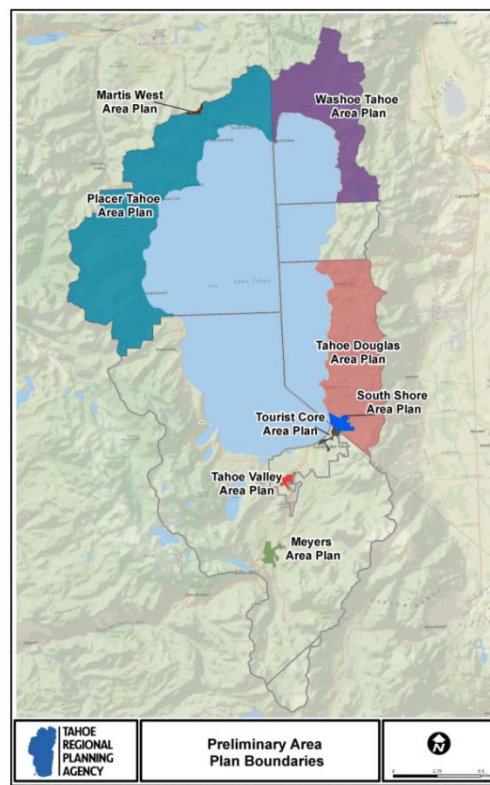 Martis West
Area Plan
Washoe Tahoe
Area Plan
Placer Tahoe
Area Plan
Lake Tahoe
Tahoe Douglas
Area Plan
South Shore
Area Plan
Tourist Core
Area Plan
Tahoe Valley
Area Plan
Meyers
Area Plan
TAHOE
REGIONAL
PLANNING
AGENCY
Preliminary Area
Plan Boundaries
N